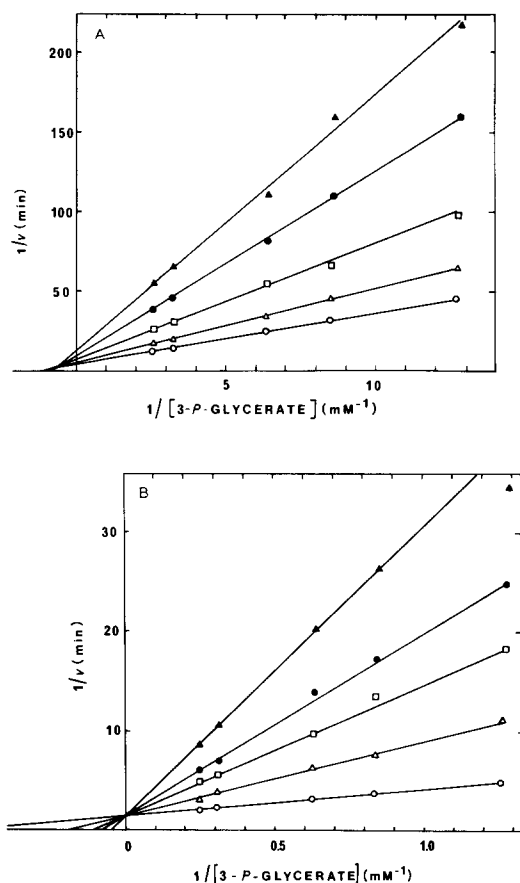 A
200
150
100
50
1/v (min)
5
10
1/[3-P-GLYCERATE] (mM⁻¹)
B
30
20
10
1/v (min)
0
0.5
1.0
1/[3-P-GLYCERATE] (mM⁻¹)